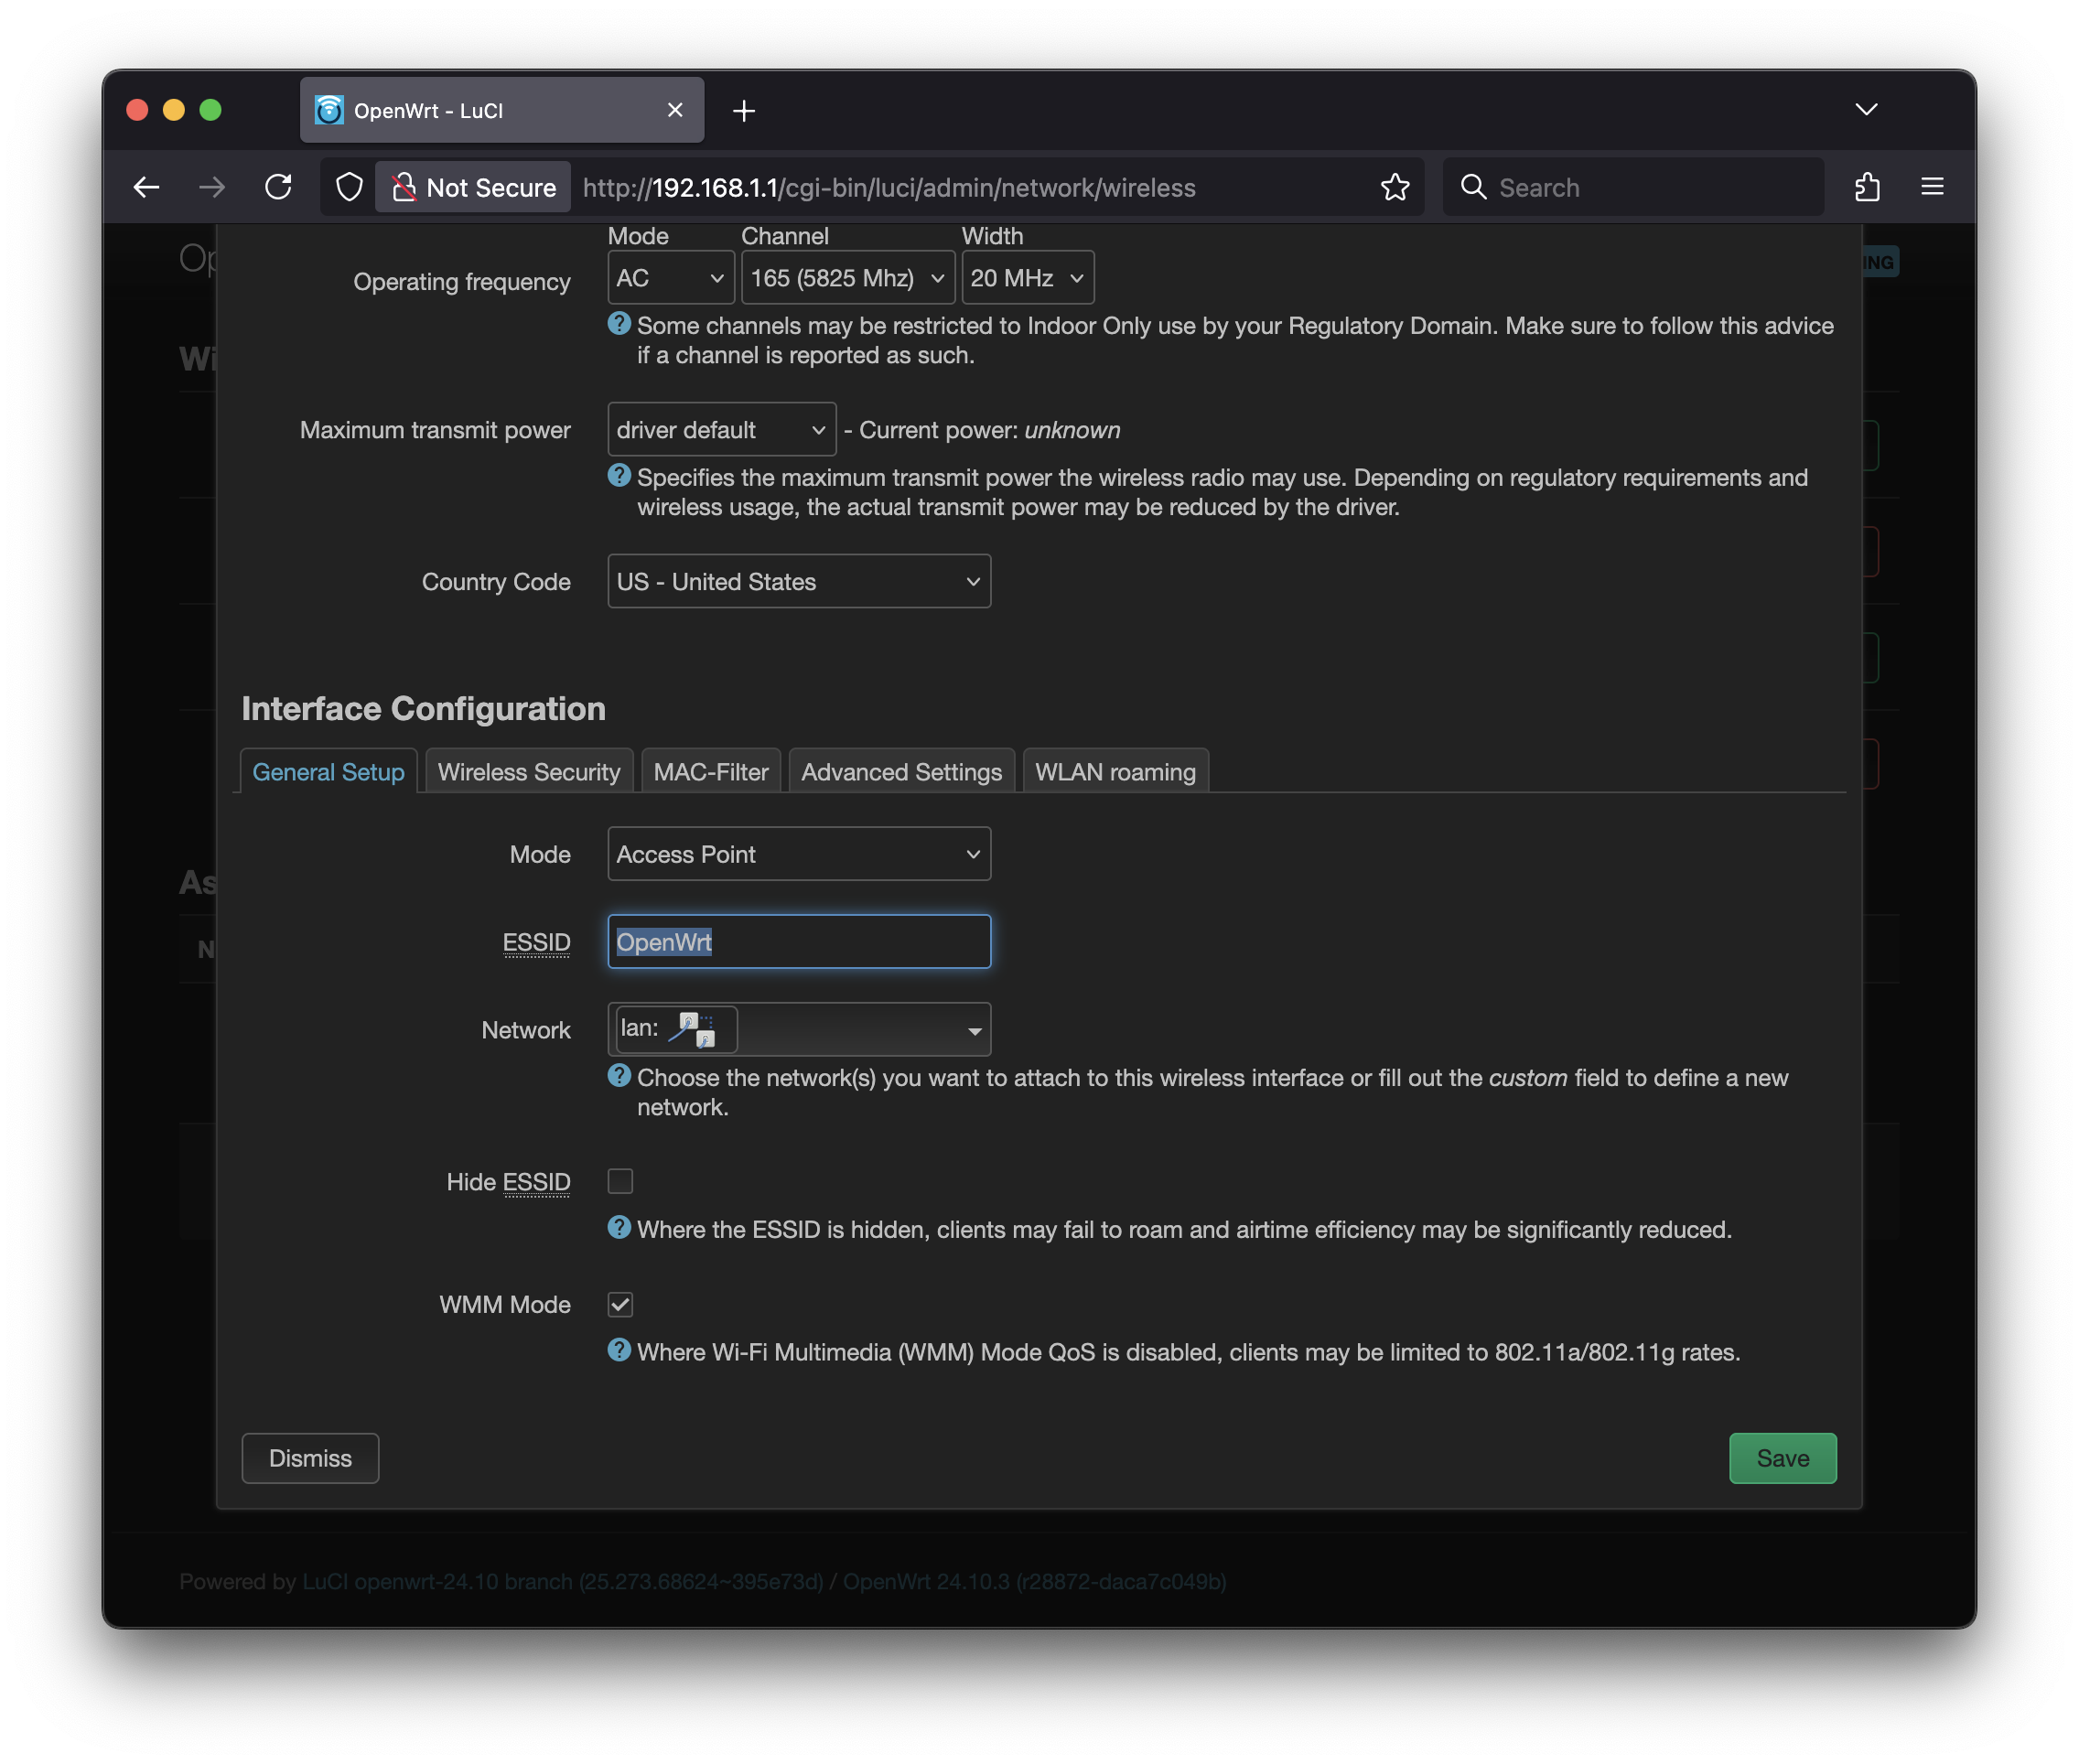 OpenWrt - LuCI
Not Secure http://192.168.1.1/cgi-bin/luci/admin/network/wireless Search
Mode Channel Width
Operating frequency AC 165 (5825 Mhz) 20 MHz
Some channels may be restricted to Indoor Only use by your Regulatory Domain. Make sure to follow this advice
if a channel is reported as such.
Maximum transmit power driver default - Current power: unknown
Specifies the maximum transmit power the wireless radio may use. Depending on regulatory requirements and
wireless usage, the actual transmit power may be reduced by the driver.
Country Code US - United States
Interface Configuration
General Setup Wireless Security MAC-Filter Advanced Settings WLAN roaming
Mode Access Point
ESSID OpenWrt
Network lan:
Choose the network(s) you want to attach to this wireless interface or fill out the custom field to define a new
network.
Hide ESSID
Where the ESSID is hidden, clients may fail to roam and airtime efficiency may be significantly reduced.
WMM Mode
Where Wi-Fi Multimedia (WMM) Mode QoS is disabled, clients may be limited to 802.11a/802.11g rates.
Dismiss Save
Powered by LuCI openwrt-24.10 branch (25.273.68624~395e73d) / OpenWrt 24.10.3 (r28872-daca7c049b)